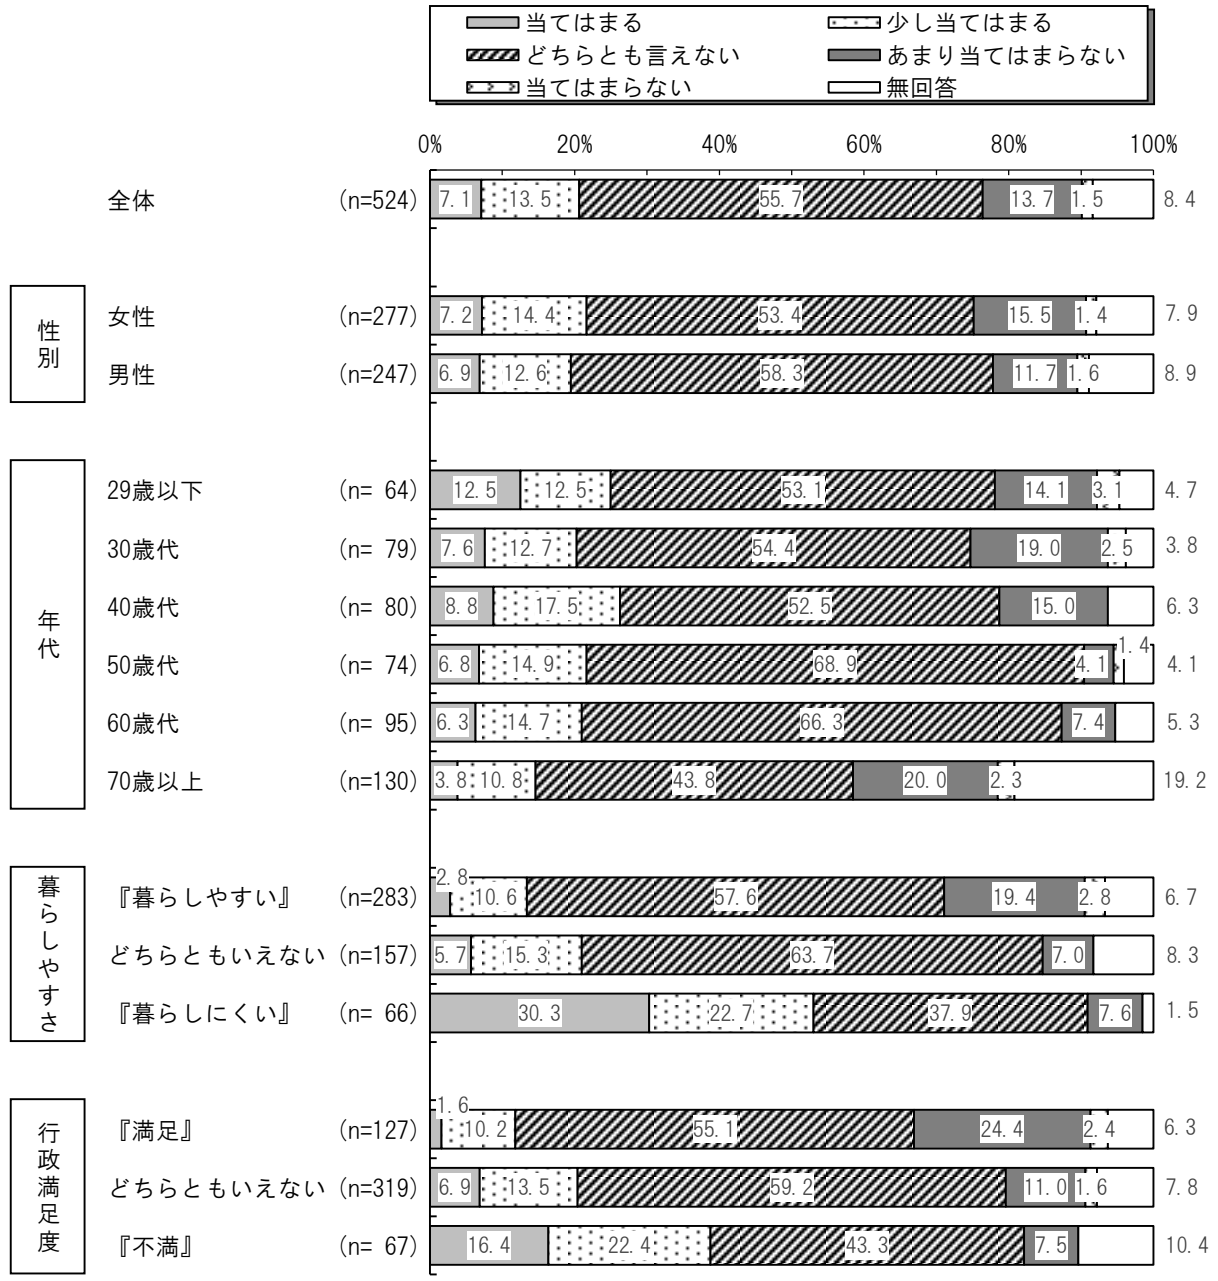 当てはまる 少し当てはまる
どちらとも言えない あまり当てはまらない
当てはまらない 無回答
0% 20% 40% 60% 80% 100%
全体 (n=524) 7.1 13.5 55.7 13.7 1.5 8.4
性別
女性 (n=277) 7.2 14.4 53.4 15.5 1.4 7.9
男性 (n=247) 6.9 12.6 58.3 11.7 1.6 8.9
年代
29歳以下 (n= 64) 12.5 12.5 53.1 14.1 3.1 4.7
30歳代 (n= 79) 7.6 12.7 54.4 19.0 2.5 3.8
40歳代 (n= 80) 8.8 17.5 52.5 15.0 6.3
50歳代 (n= 74) 6.8 14.9 68.9 4.1 1.4 4.1
60歳代 (n= 95) 6.3 14.7 66.3 7.4 5.3
70歳以上 (n=130) 3.8 10.8 43.8 20.0 2.3 19.2
暮らしやすさ
『暮らしやすい』 (n=283) 2.8 10.6 57.6 19.4 2.8 6.7
どちらともいえない (n=157) 5.7 15.3 63.7 7.0 8.3
『暮らしにくい』 (n= 66) 30.3 22.7 37.9 7.6 1.5
行政満足度
『満足』 (n=127) 1.6 10.2 55.1 24.4 2.4 6.3
どちらともいえない (n=319) 6.9 13.5 59.2 11.0 1.6 7.8
『不満』 (n= 67) 16.4 22.4 43.3 7.5 10.4